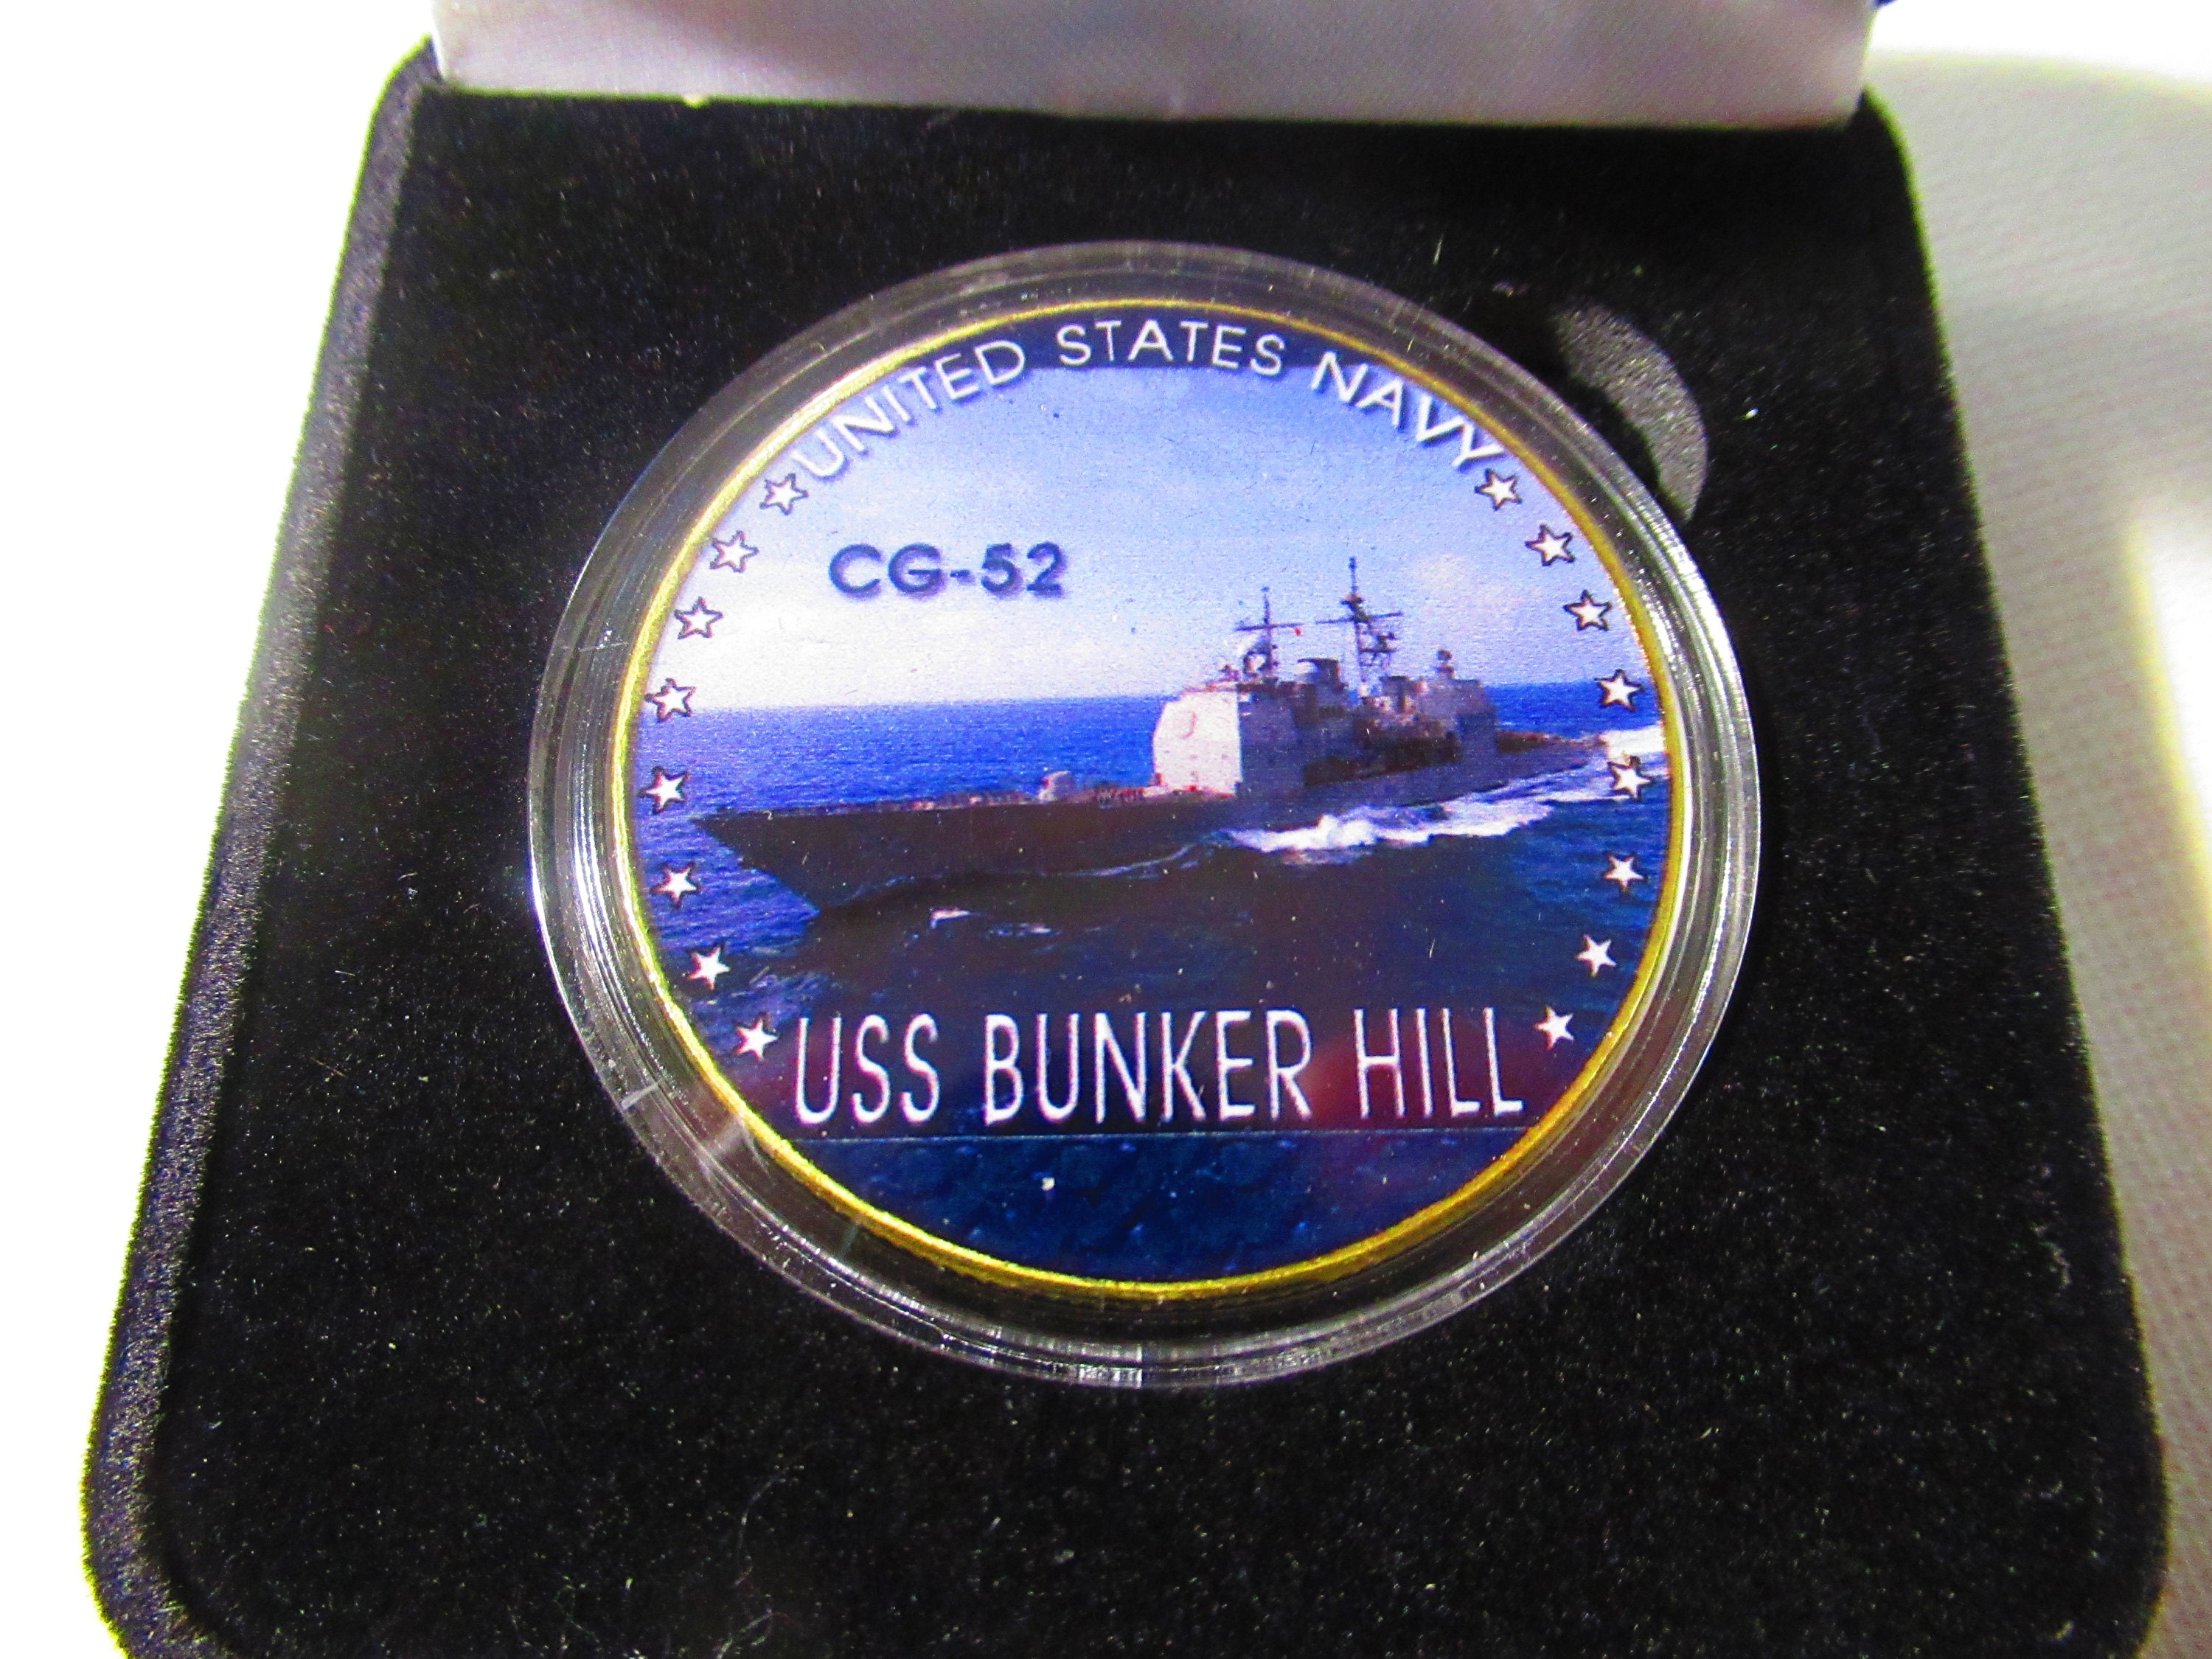 UNITED STATES NAVY
CG-52
USS BUNKER HILL